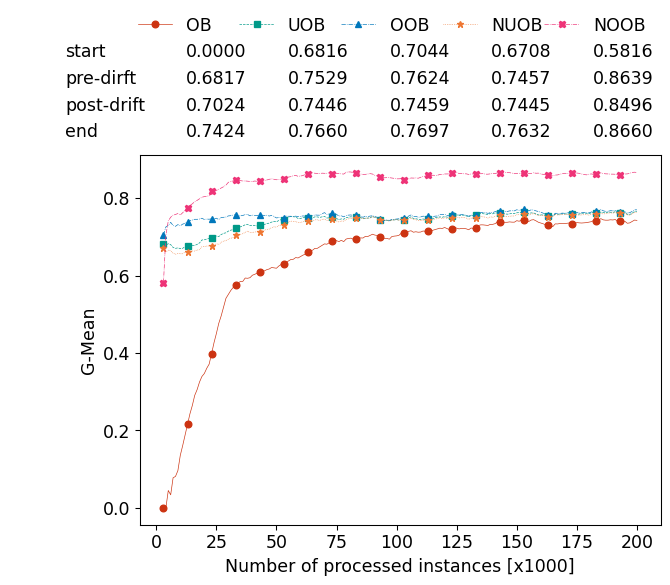 OB UOB OOB NUOB NOOB
start 0.0000 0.6816 0.7044 0.6708 0.5816
pre-dirft 0.6817 0.7529 0.7624 0.7457 0.8639
post-drift 0.7024 0.7446 0.7459 0.7445 0.8496
end 0.7424 0.7660 0.7697 0.7632 0.8660
0.8
0.6
0.4
0.2
0.0
G-Mean
0 25 50 75 100 125 150 175 200
Number of processed instances [x1000]